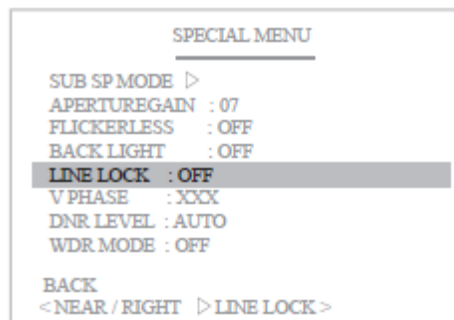 SPECIAL MENU
SUB SP MODE ▷
APERTUREGAIN : 07
FLICKERLESS : OFF
BACK LIGHT : OFF
LINE LOCK : OFF
V PHASE : XXX
DNR LEVEL : AUTO
WDR MODE : OFF
BACK
<NEAR / RIGHT ▷LINE LOCK>